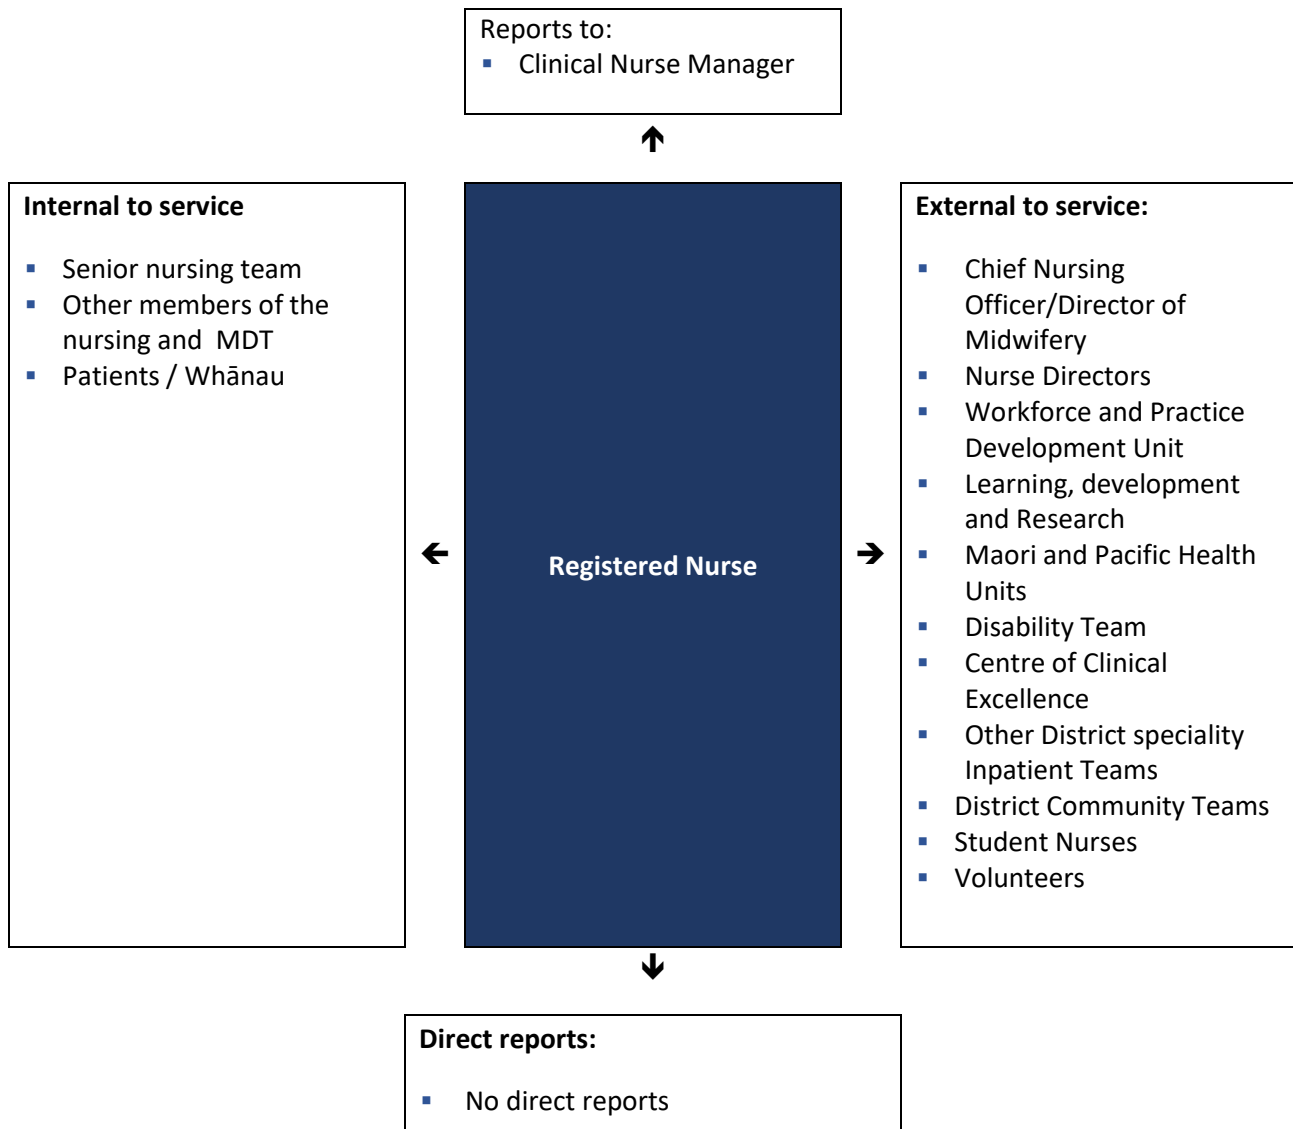 Reports to:
▪ Clinical Nurse Manager
Internal to service
▪ Senior nursing team
▪ Other members of the
nursing and  MDT
▪ Patients / Whānau
Registered Nurse
External to service:
▪ Chief Nursing
Officer/Director of
Midwifery
▪ Nurse Directors
▪ Workforce and Practice
Development Unit
▪ Learning, development
and Research
▪ Maori and Pacific Health
Units
▪ Disability Team
▪ Centre of Clinical
Excellence
▪ Other District speciality
Inpatient Teams
▪ District Community Teams
▪ Student Nurses
▪ Volunteers
Direct reports:
▪ No direct reports